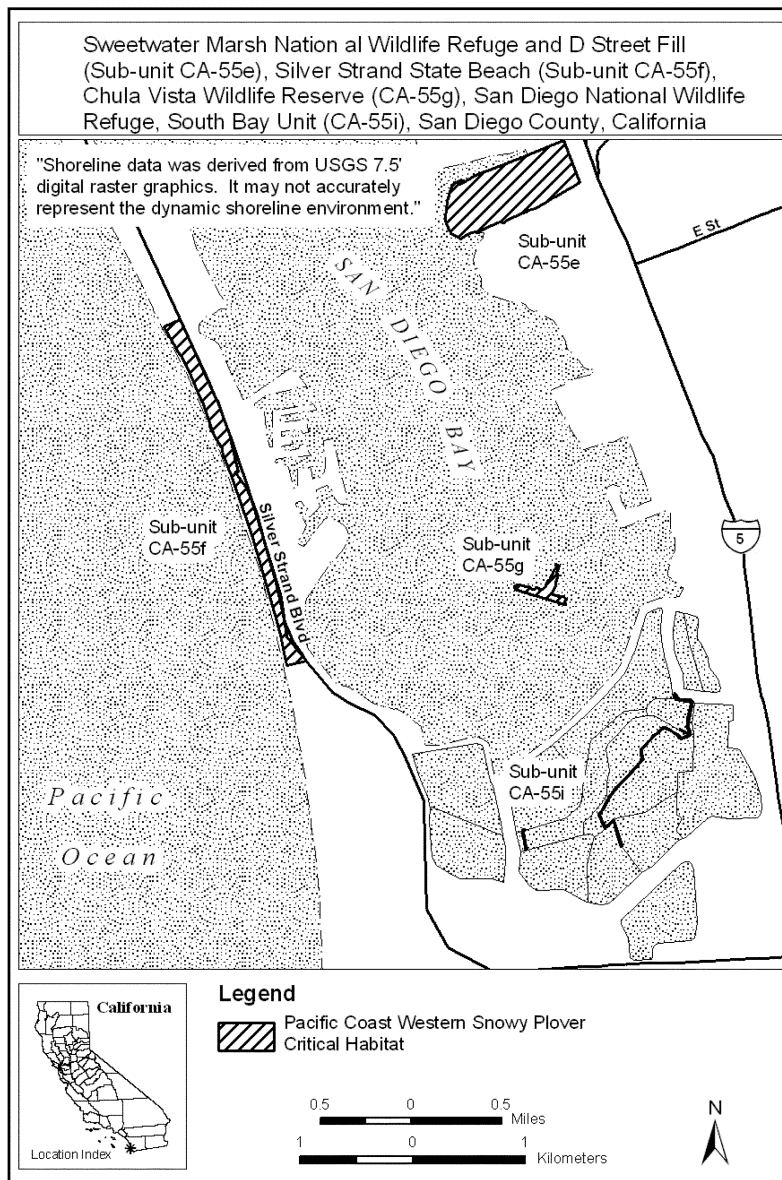 Sweetwater Marsh Nation al Wildlife Refuge and D Street Fill
(Sub-unit CA-55e), Silver Strand State Beach (Sub-unit CA-55f),
Chula Vista Wildlife Reserve (CA-55g), San Diego National Wildlife
Refuge, South Bay Unit (CA-55i), San Diego County, California
"Shoreline data was derived from USGS 7.5'
digital raster graphics. It may not accurately
represent the dynamic shoreline environment."
Sub-unit
CA-55e
E St
SAN DIEGO BAY
Sub-unit
CA-55f
Silver Strand Blvd
Sub-unit
CA-55g
5
Sub-unit
CA-55i
Pacific
Ocean
California
Location Index
Legend
Pacific Coast Western Snowy Plover
Critical Habitat
0.5 0 0.5
Miles
1 0 1
Kilometers
N